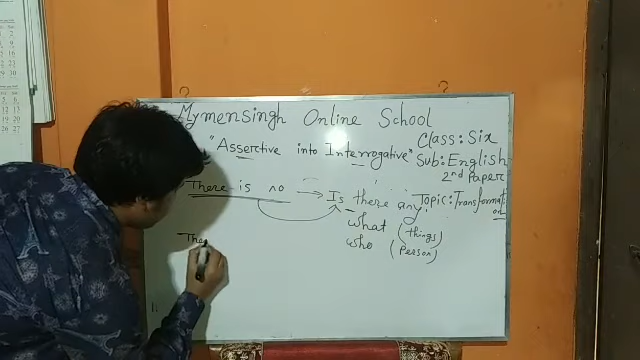 Mymensingh Online School
"Assertive into Interrogative"
Class: Six
Sub: English
2nd Paper
Topic: Transformation
There is no → Is there any
what (things)
who (Person)
The